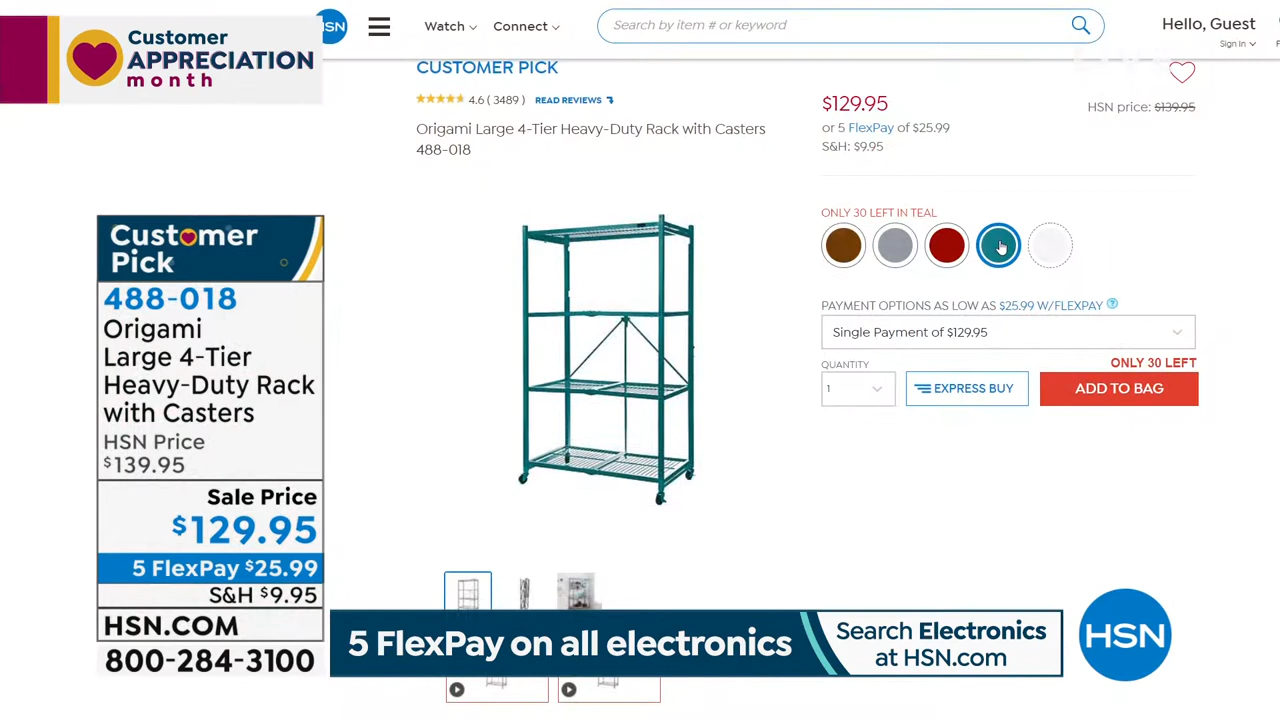 Customer
APPRECIATION
month
HSN
Watch
Connect
Search by item # or keyword
Hello, Guest
Sign In
CUSTOMER PICK
4.6 ( 3489 ) READ REVIEWS
Origami Large 4-Tier Heavy-Duty Rack with Casters
488-018
$129.95
HSN price: $139.95
or 5 FlexPay of $25.99
S&H: $9.95
ONLY 30 LEFT IN TEAL
PAYMENT OPTIONS AS LOW AS $25.99 W/FLEXPAY ?
Single Payment of $129.95
ONLY 30 LEFT
QUANTITY
1
EXPRESS BUY
ADD TO BAG
Customer
Pick
488-018
Origami
Large 4-Tier
Heavy-Duty Rack
with Casters
HSN Price
$139.95
Sale Price
$129.95
5 FlexPay $25.99
S&H $9.95
HSN.COM
800-284-3100
5 FlexPay on all electronics
Search Electronics
at HSN.com
HSN